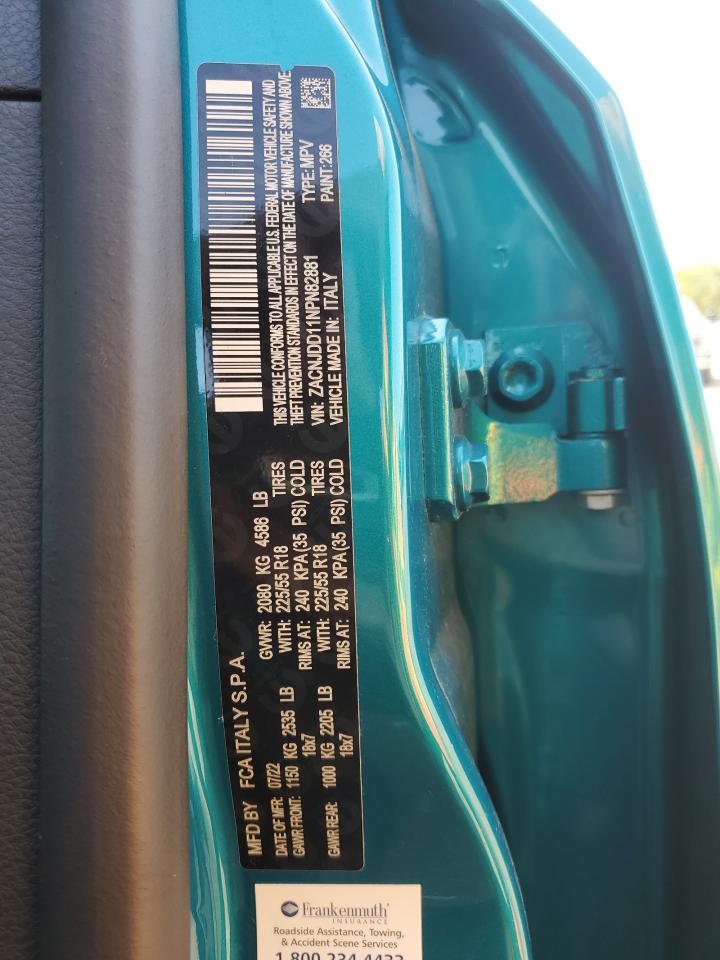 MFD BY FCA ITALY S.P.A.
DATE OF MFR: 07/22 GVWR: 2080 KG 4586 LB
GAWR FRONT: 1150 KG 2535 LB WITH: 225/55 R18 TIRES
18x7 RIMS AT: 240 KPA (35 PSI) COLD
GAWR REAR: 1000 KG 2205 LB WITH: 225/55 R18 TIRES
18x7 RIMS AT: 240 KPA (35 PSI) COLD
THIS VEHICLE CONFORMS TO ALL APPLICABLE U.S. FEDERAL MOTOR VEHICLE SAFETY AND
THEFT PREVENTION STANDARDS IN EFFECT ON THE DATE OF MANUFACTURE SHOWN ABOVE.
VIN: ZACNJDD11NPN82881 TYPE: MPV
VEHICLE MADE IN: ITALY PAINT: 266
Frankenmuth
INSURANCE
Roadside Assistance, Towing,
& Accident Scene Services
1-800-234-4433